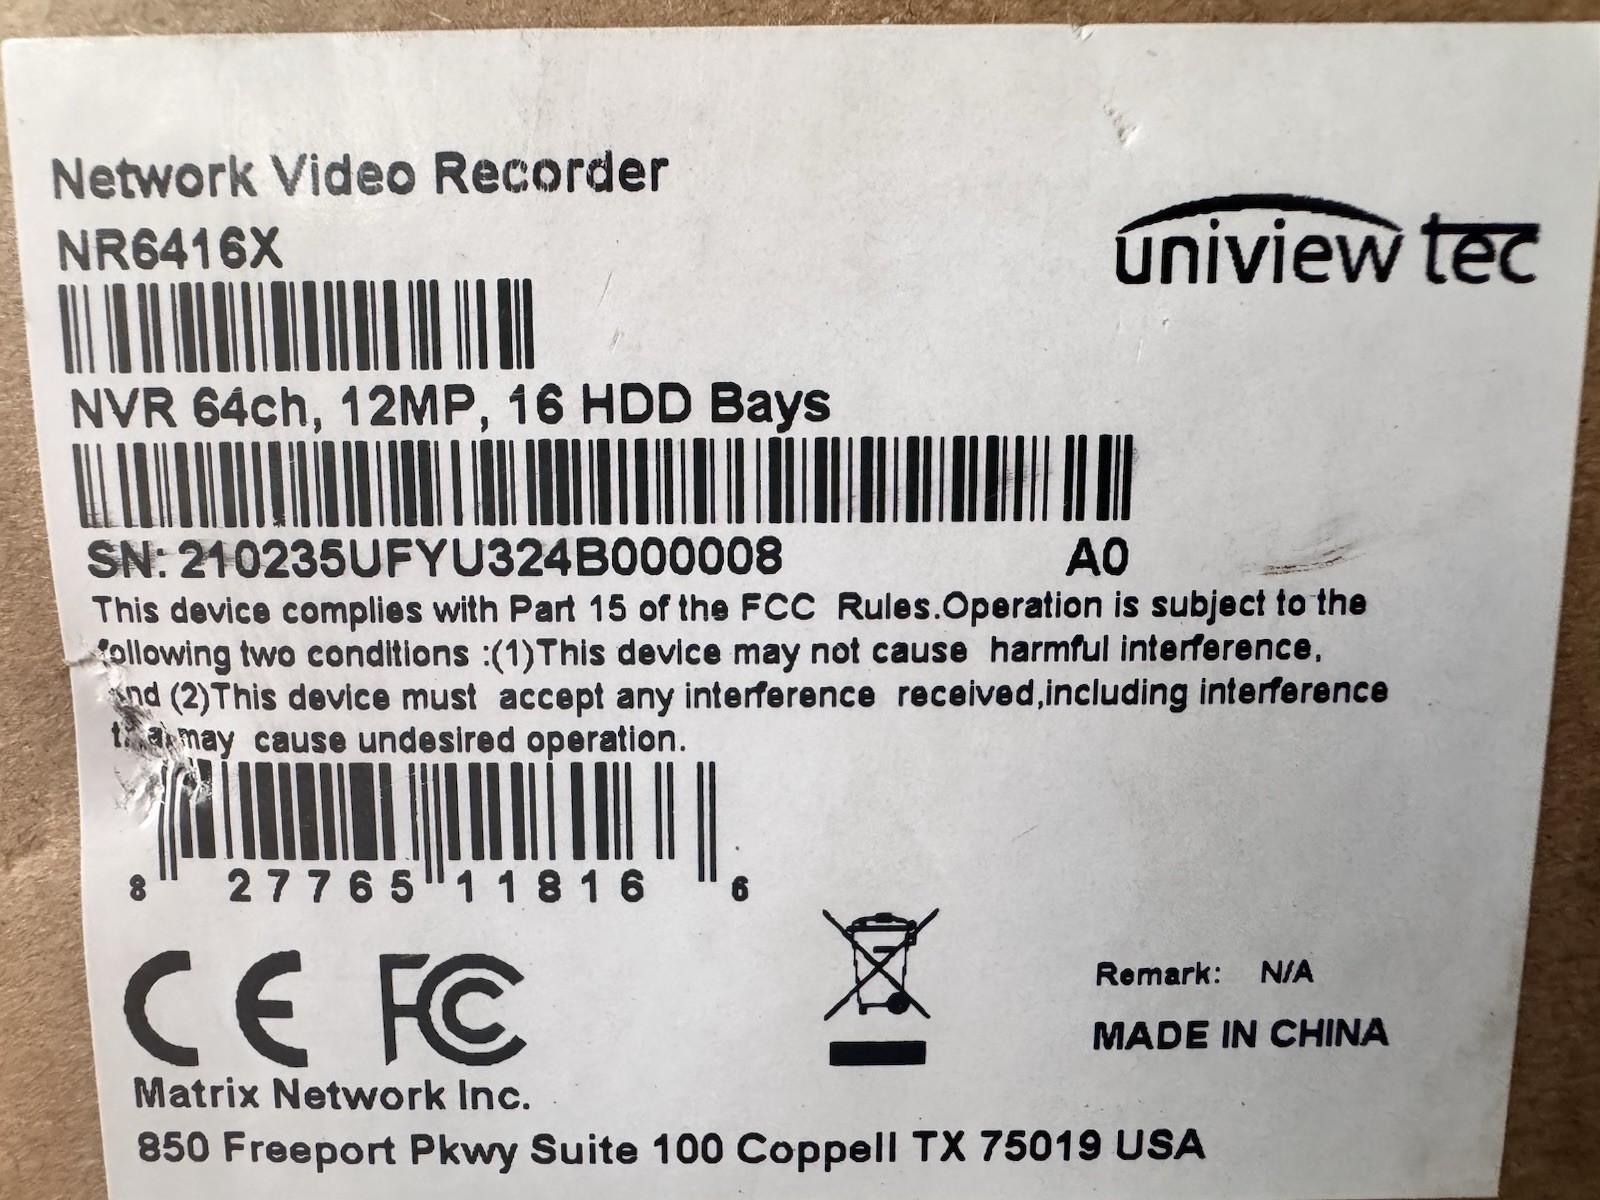 Network Video Recorder
NR6416X
uniview tec
NVR 64ch, 12MP, 16 HDD Bays
SN: 210235UFYU324B000008 A0
This device complies with Part 15 of the FCC Rules.Operation is subject to the
following two conditions :(1)This device may not cause harmful interference,
and (2)This device must accept any interference received,including interference
may cause undesired operation.
8 27765 11816 6
CE FC
Remark: N/A
MADE IN CHINA
Matrix Network Inc.
850 Freeport Pkwy Suite 100 Coppell TX 75019 USA